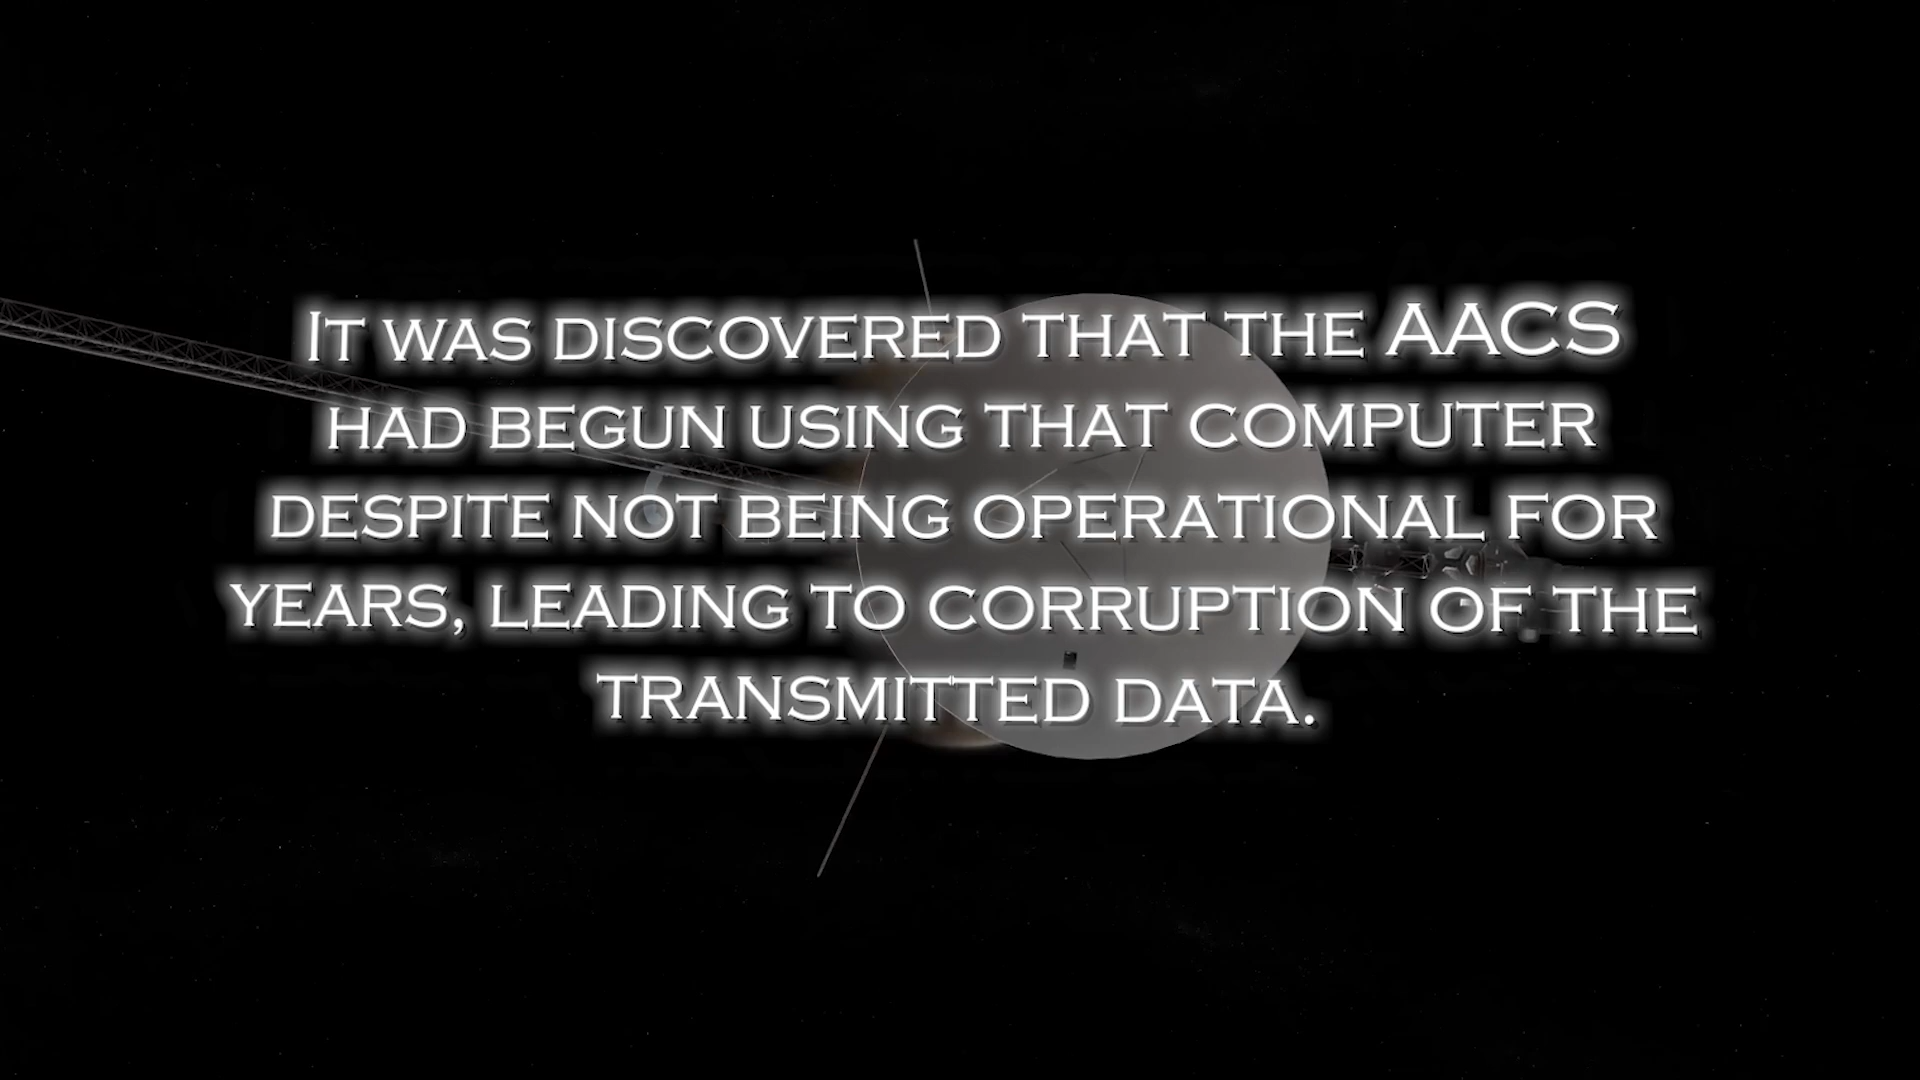 It was discovered that the AACS
had begun using that computer
despite not being operational for
years, leading to corruption of the
transmitted data.